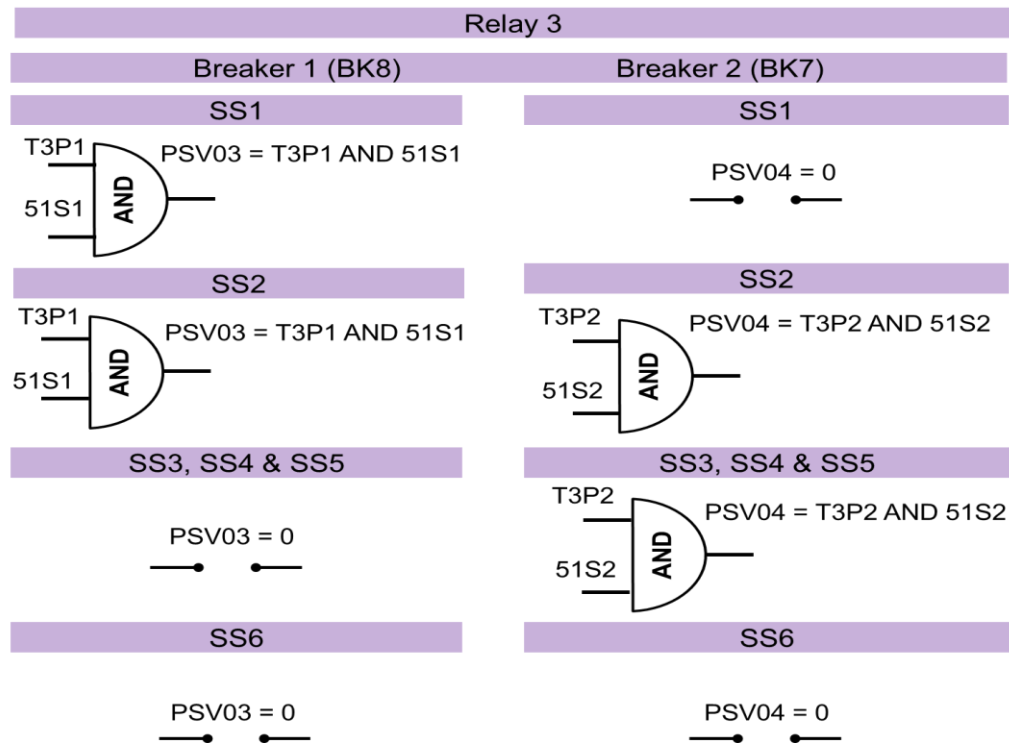 Relay 3
Breaker 1 (BK8)
Breaker 2 (BK7)
SS1
T3P1
PSV03 = T3P1 AND 51S1
AND
51S1
SS1
PSV04 = 0
SS2
T3P1
PSV03 = T3P1 AND 51S1
AND
51S1
SS2
T3P2
PSV04 = T3P2 AND 51S2
AND
51S2
SS3, SS4 & SS5
PSV03 = 0
SS3, SS4 & SS5
T3P2
PSV04 = T3P2 AND 51S2
AND
51S2
SS6
PSV03 = 0
SS6
PSV04 = 0